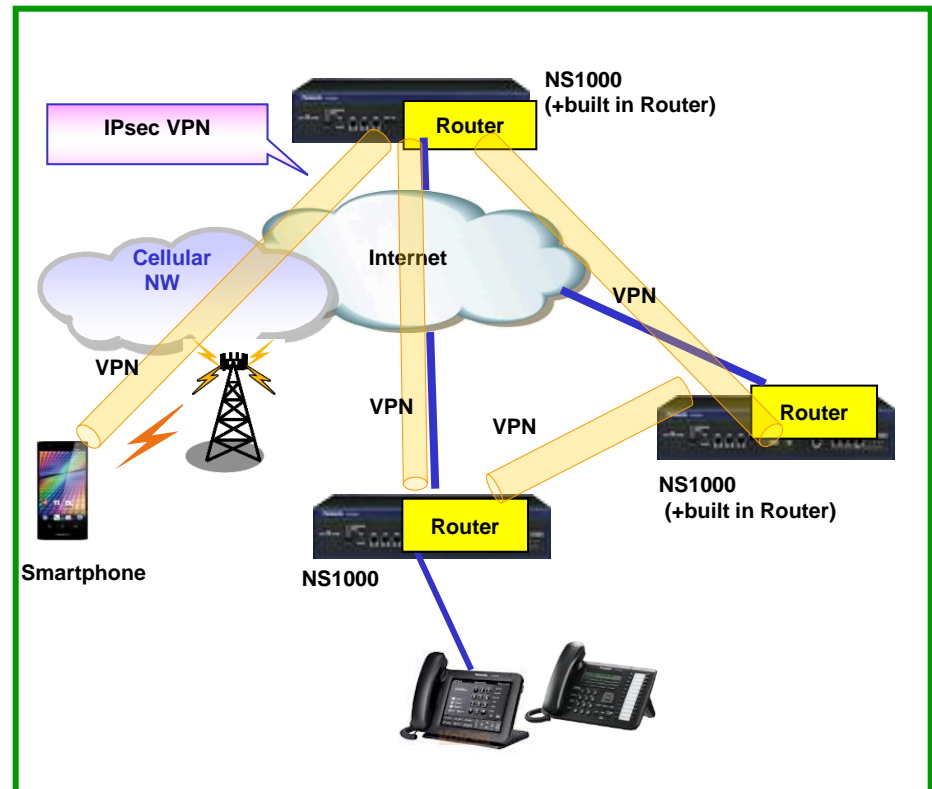 NS1000
(+built in Router)
Router
IPsec VPN
Cellular
NW
Internet
VPN
VPN
VPN
VPN
Router
Router
NS1000
(+built in Router)
NS1000
Smartphone